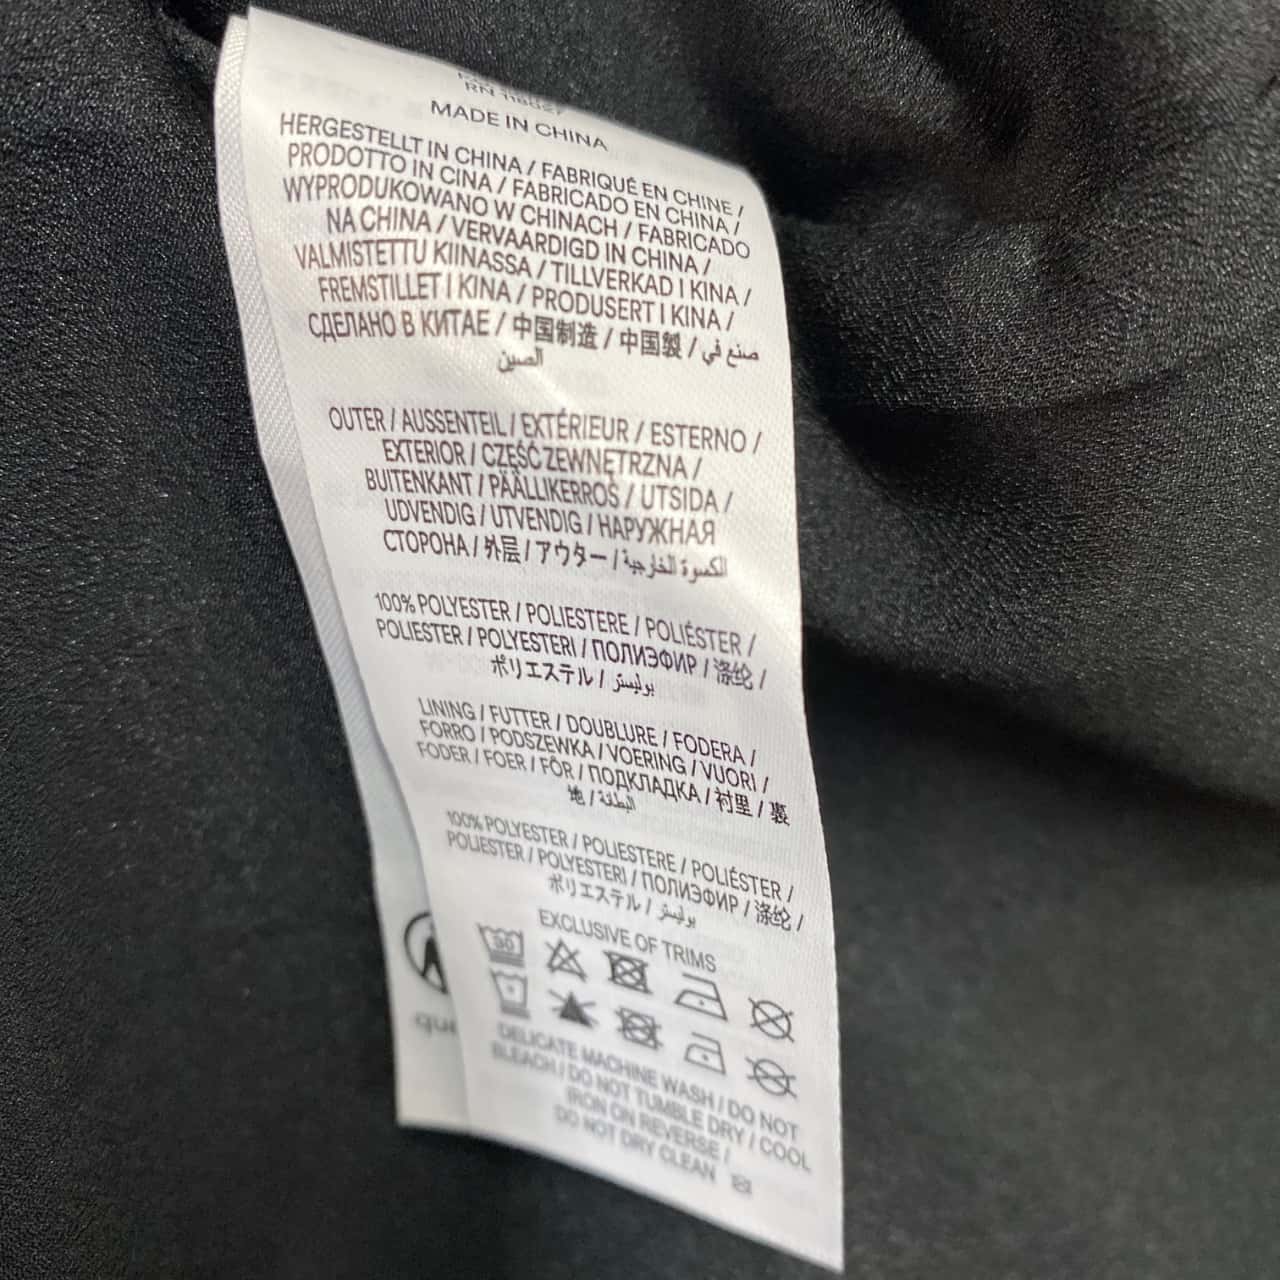 RN 118027
MADE IN CHINA
HERGESTELLT IN CHINA / FABRIQUÉ EN CHINE /
PRODOTTO IN CINA / FABRICADO EN CHINA /
WYPRODUKOWANO W CHINACH / FABRICADO
NA CHINA / VERVAARDIGD IN CHINA /
VALMISTETTU KIINASSA / TILLVERKAD I KINA /
FREMSTILLET I KINA / PRODUSERT I KINA /
СДЕЛАНО В КИТАЕ / 中国制造 / 中国製 / صنع في
الصين
OUTER / AUSSENTEIL / EXTÉRIEUR / ESTERNO /
EXTERIOR / CZĘŚĆ ZEWNĘTRZNA /
BUITENKANT / PÄÄLLIKERROS / UTSIDA /
UDVENDIG / UTVENDIG / НАРУЖНАЯ
СТОРОНА / 外层 / アウター / الكسوة الخارجية
100% POLYESTER / POLIESTERE / POLIÉSTER /
POLIESTER / POLYESTERI / ПОЛИЭФИР / 涤纶 /
ポリエステル / بوليستر
LINING / FUTTER / DOUBLURE / FODERA /
FORRO / PODSZEWKA / VOERING / VUORI /
FODER / FOER / FÔR / ПОДКЛАДКА / 衬里 / 裏
地 / البطانة
100% POLYESTER / POLIESTERE / POLIÉSTER /
POLIESTER / POLYESTERI / ПОЛИЭФИР / 涤纶 /
ポリエステル / بوليستر
EXCLUSIVE OF TRIMS
30
DELICATE MACHINE WASH / DO NOT
BLEACH / DO NOT TUMBLE DRY / COOL
IRON ON REVERSE /
DO NOT DRY CLEAN